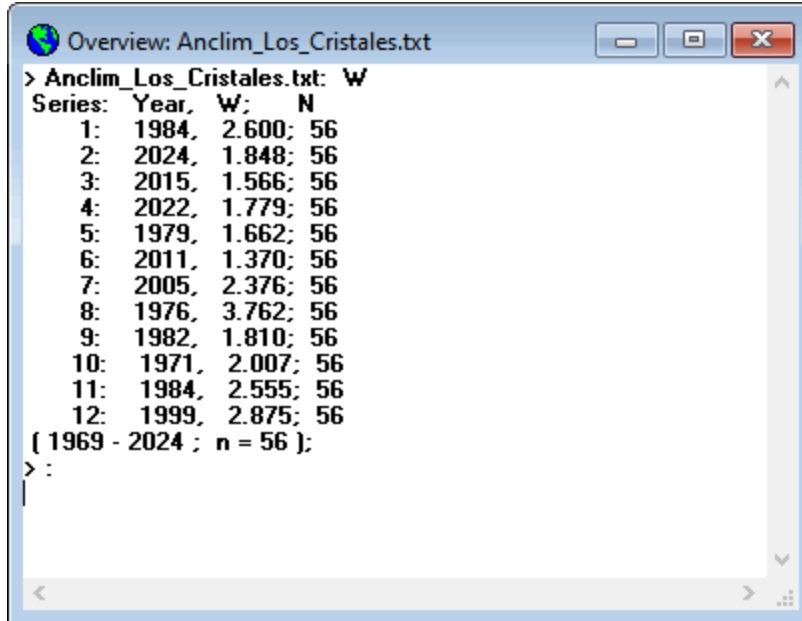 Overview: Anclim_Los_Cristales.txt
> Anclim_Los_Cristales.txt: W
Series: Year, W; N
1: 1984, 2.600; 56
2: 2024, 1.848; 56
3: 2015, 1.566; 56
4: 2022, 1.779; 56
5: 1979, 1.662; 56
6: 2011, 1.370; 56
7: 2005, 2.376; 56
8: 1976, 3.762; 56
9: 1982, 1.810; 56
10: 1971, 2.007; 56
11: 1984, 2.555; 56
12: 1999, 2.875; 56
( 1969 - 2024 ; n = 56 );
> :